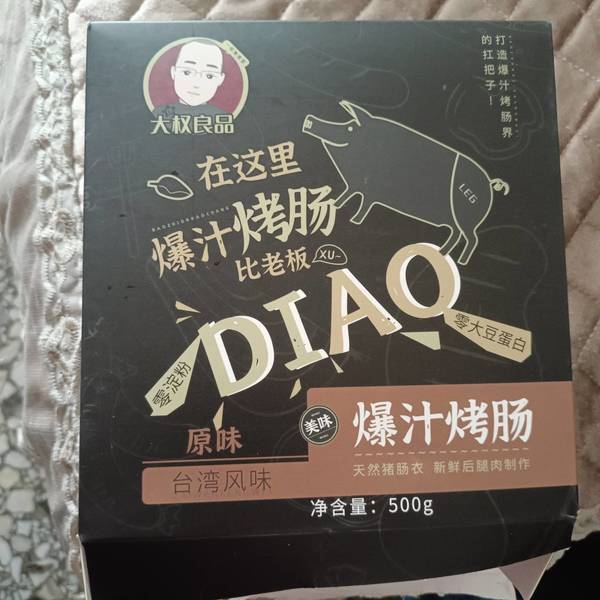 大权良品
打造爆汁烤肠界
的扛把子！
在这里
爆汁烤肠
比老板
XU~
DIAO
LEG
零淀粉
零大豆蛋白
原味
台湾风味
美味
爆汁烤肠
天然猪肠衣 新鲜后腿肉制作
净含量：500g